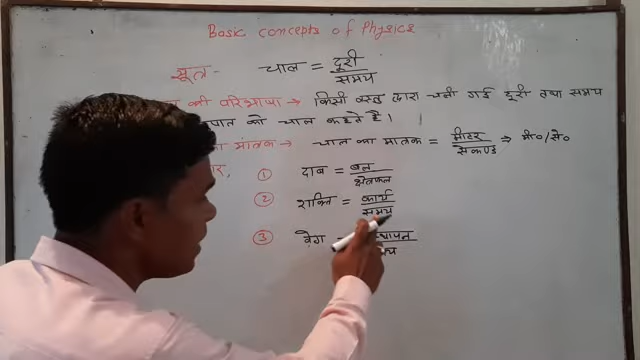 Basic concepts of Physics
सूत्र - चाल = दूरी / समय
की परिभाषा → किसी वस्तु द्वारा चली गई दूरी तथा समय
को चाल कहते है।
मात्रक → चाल का मात्रक = मीटर / सेकण्ड ⇒ मी०/से०
① दाब = बल / क्षेत्रफल
② शक्ति = कार्य / समय
③ वेग =